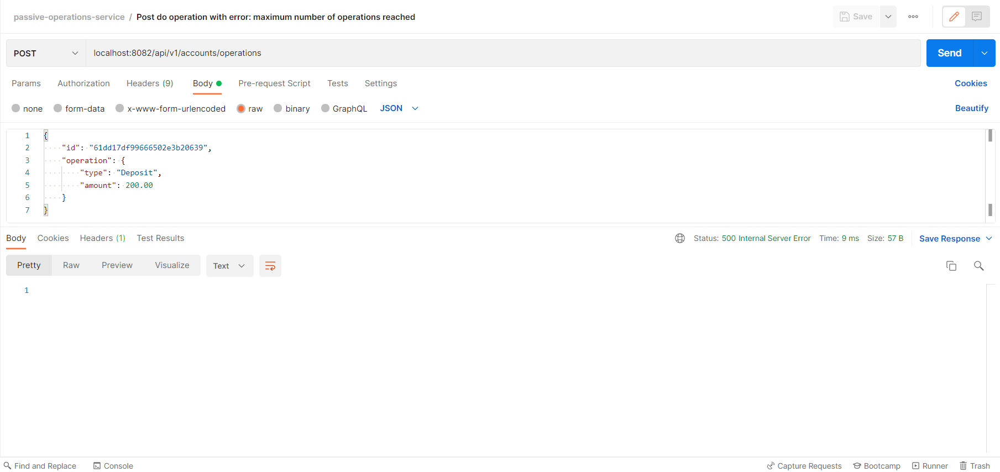 passive-operations-service / Post do operation with error: maximum number of operations reached
Save
POST localhost:8082/api/v1/accounts/operations Send
Params Authorization Headers (9) Body Pre-request Script Tests Settings Cookies
none form-data x-www-form-urlencoded raw binary GraphQL JSON Beautify
1 {
2 "id": "61dd17df99666502e3b20639",
3 "operation": {
4 "type": "Deposit",
5 "amount": 200.00
6 }
7 }
Body Cookies Headers (1) Test Results Status: 500 Internal Server Error Time: 9 ms Size: 57 B Save Response
Pretty Raw Preview Visualize Text
1
Find and Replace Console Capture Requests Bootcamp Runner Trash